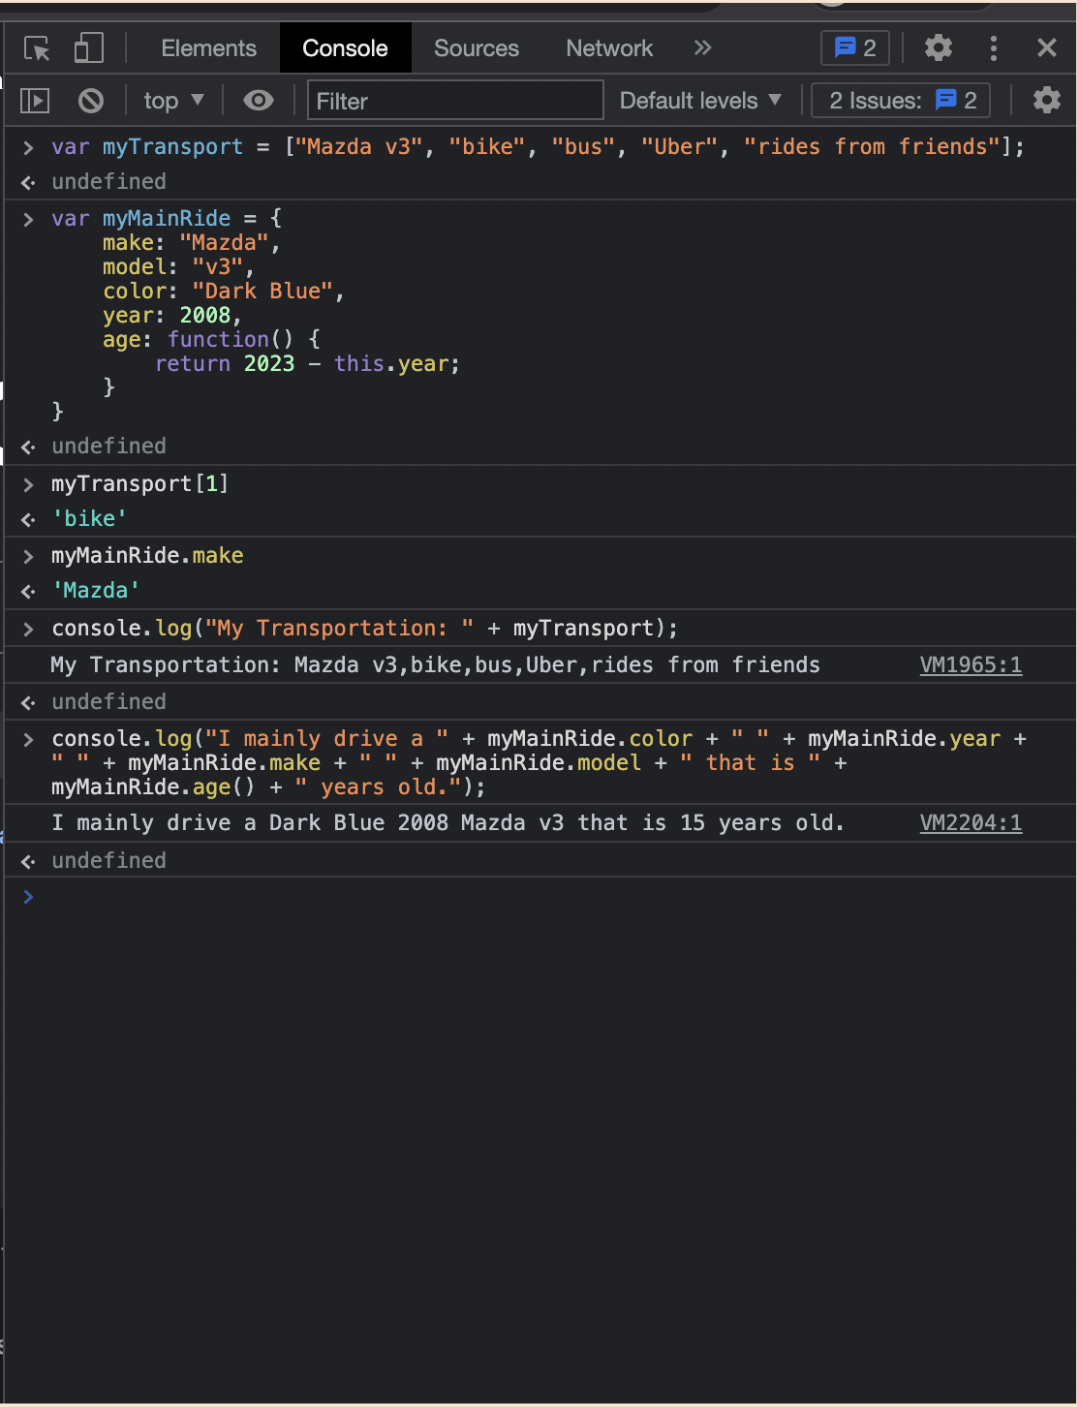 Elements Console Sources Network » 2
top ▼ Filter Default levels ▼ 2 Issues: 2
> var myTransport = ["Mazda v3", "bike", "bus", "Uber", "rides from friends"];
undefined
> var myMainRide = {
make: "Mazda",
model: "v3",
color: "Dark Blue",
year: 2008,
age: function() {
return 2023 - this.year;
}
}
undefined
> myTransport[1]
'bike'
> myMainRide.make
'Mazda'
> console.log("My Transportation: " + myTransport);
My Transportation: Mazda v3,bike,bus,Uber,rides from friends VM1965:1
undefined
> console.log("I mainly drive a " + myMainRide.color + " " + myMainRide.year +
" " + myMainRide.make + " " + myMainRide.model + " that is " +
myMainRide.age() + " years old.");
I mainly drive a Dark Blue 2008 Mazda v3 that is 15 years old. VM2204:1
undefined
>